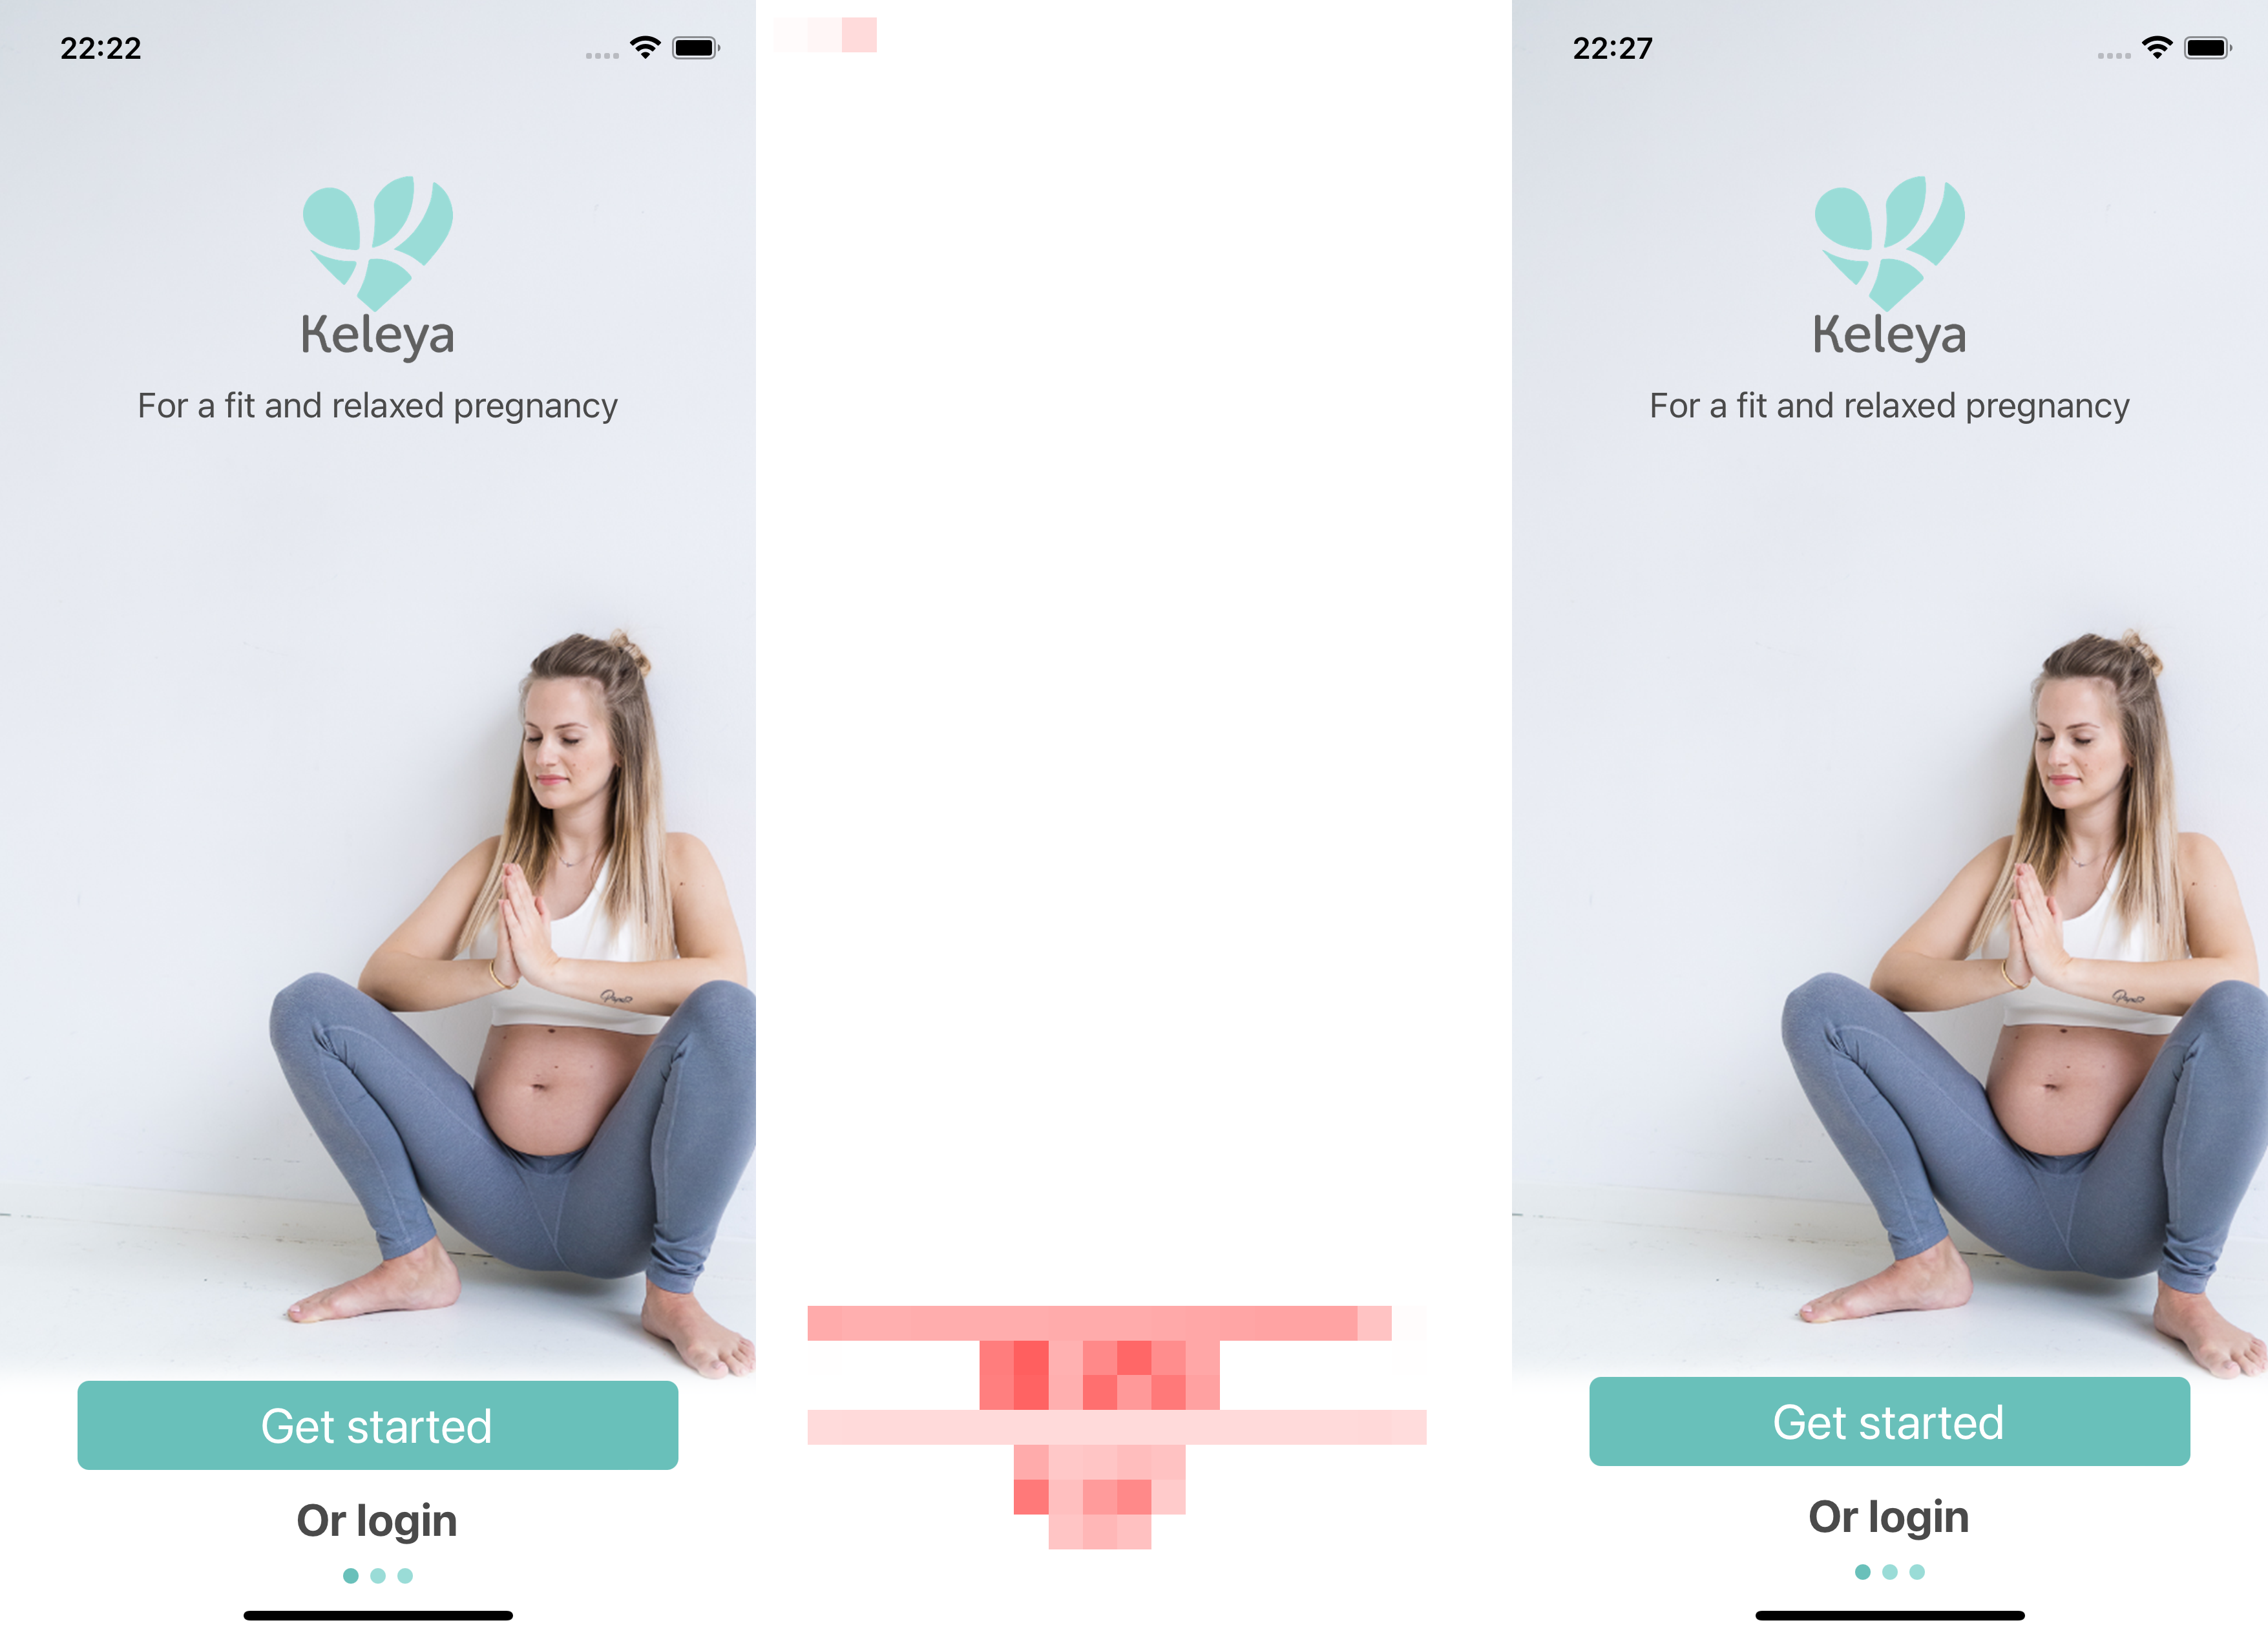 22:22
Keleya
For a fit and relaxed pregnancy
Get started
Or login
22:27
Keleya
For a fit and relaxed pregnancy
Get started
Or login